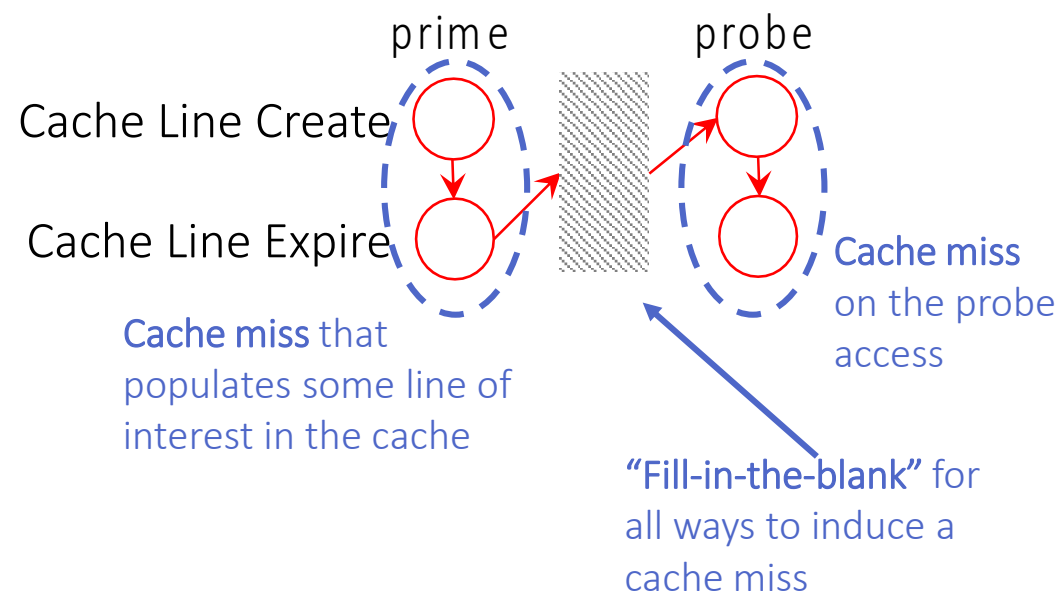 prime
probe
Cache Line Create
Cache Line Expire
Cache miss that
populates some line of
interest in the cache
Cache miss
on the probe
access
“Fill-in-the-blank” for
all ways to induce a
cache miss